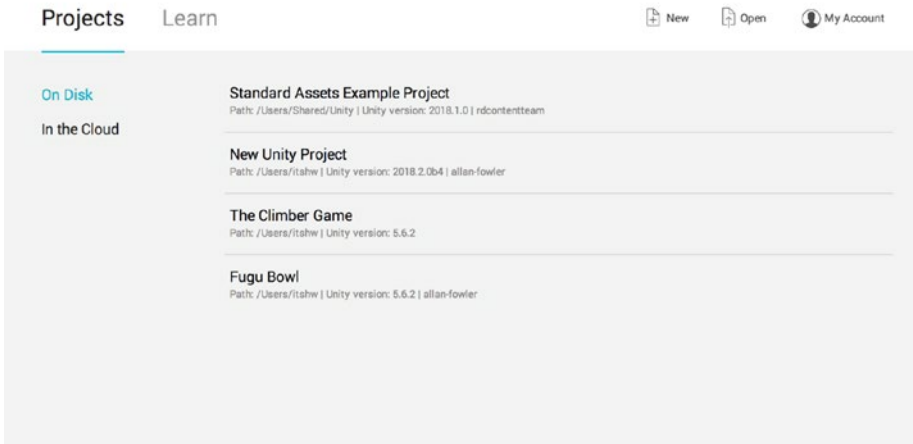 Projects Learn New Open My Account
On Disk
In the Cloud
Standard Assets Example Project
Path: /Users/Shared/Unity | Unity version: 2018.1.0 | rdcontentteam
New Unity Project
Path: /Users/itshw | Unity version: 2018.2.0b4 | allan-fowler
The Climber Game
Path: /Users/itshw | Unity version: 5.6.2
Fugu Bowl
Path: /Users/itshw | Unity version: 5.6.2 | allan-fowler